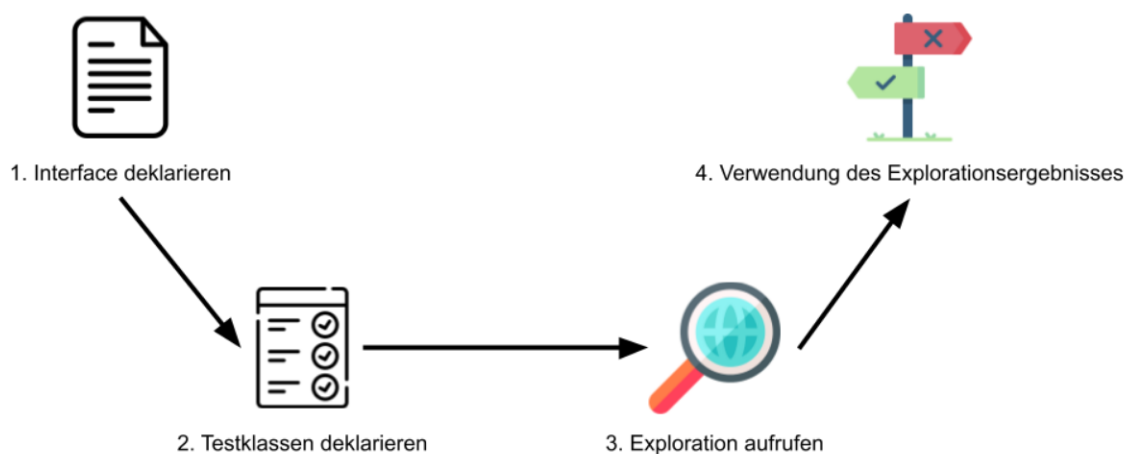 1. Interface deklarieren
2. Testklassen deklarieren
3. Exploration aufrufen
4. Verwendung des Explorationsergebnisses